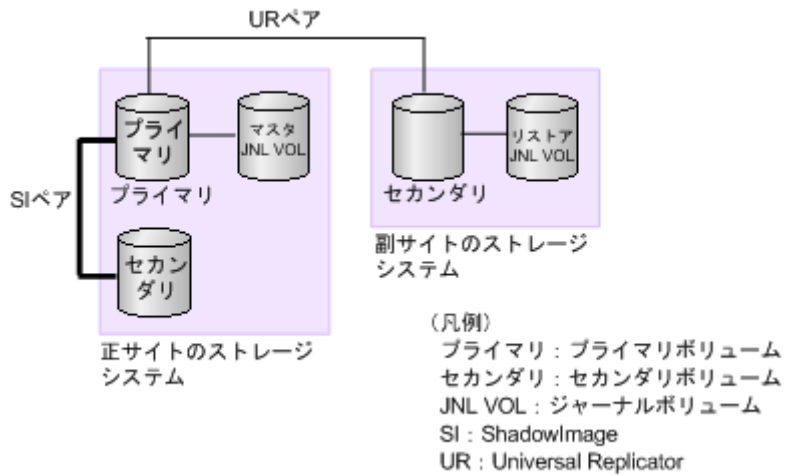 URペア
プライ
マリ
マスタ
JNL VOL
リストア
JNL VOL
SIペア
プライマリ
セカンダリ
セカン
ダリ
副サイトのストレージ
システム
正サイトのストレージ
システム
（凡例）
プライマリ：プライマリボリューム
セカンダリ：セカンダリボリューム
JNL VOL：ジャーナルボリューム
SI：ShadowImage
UR：Universal Replicator